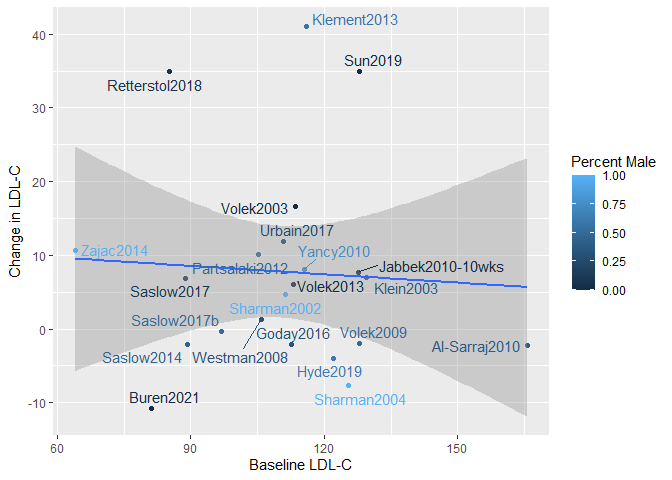 Klement2013
40
Sun2019
Retterstol2018
30
20
Volek2003
Urbain2017
Zajac2014
Yancy2010
10
Partsalaki2012
Jabbek2010-10wks
Saslow2017
Volek2013
Klein2003
Sharman2002
Saslow2017b
Goday2016
Volek2009
0
Saslow2014
Westman2008
Al-Sarraj2010
Hyde2019
Buren2021
Sharman2004
-10
60
90
120
150
Baseline LDL-C
Change in LDL-C
Percent Male
1.00
0.75
0.50
0.25
0.00